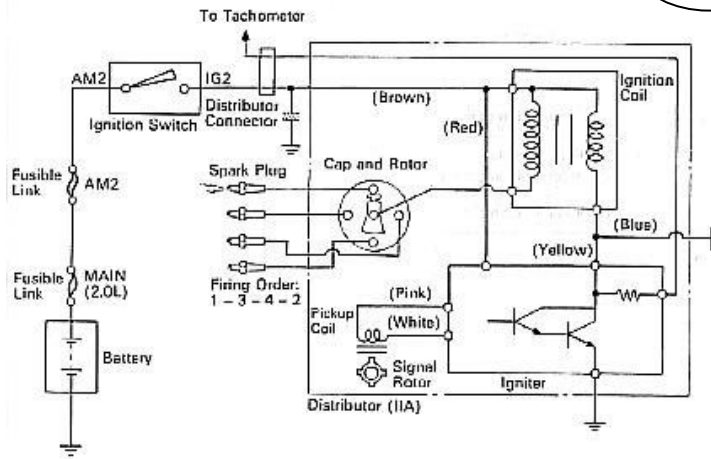 To Tachometer
AM2
IG2
Ignition Switch
Distributor
Connector
(Brown)
(Red)
Ignition
Coil
Fusible
Link
AM2
Spark Plug
Cap and Rotor
(Blue)
(Yellow)
Fusible
Link
MAIN
(2.0L)
Firing Order:
1-3-4-2
(Pink)
Pickup
Coil
(White)
Battery
Signal
Rotor
Igniter
Distributor (IIA)